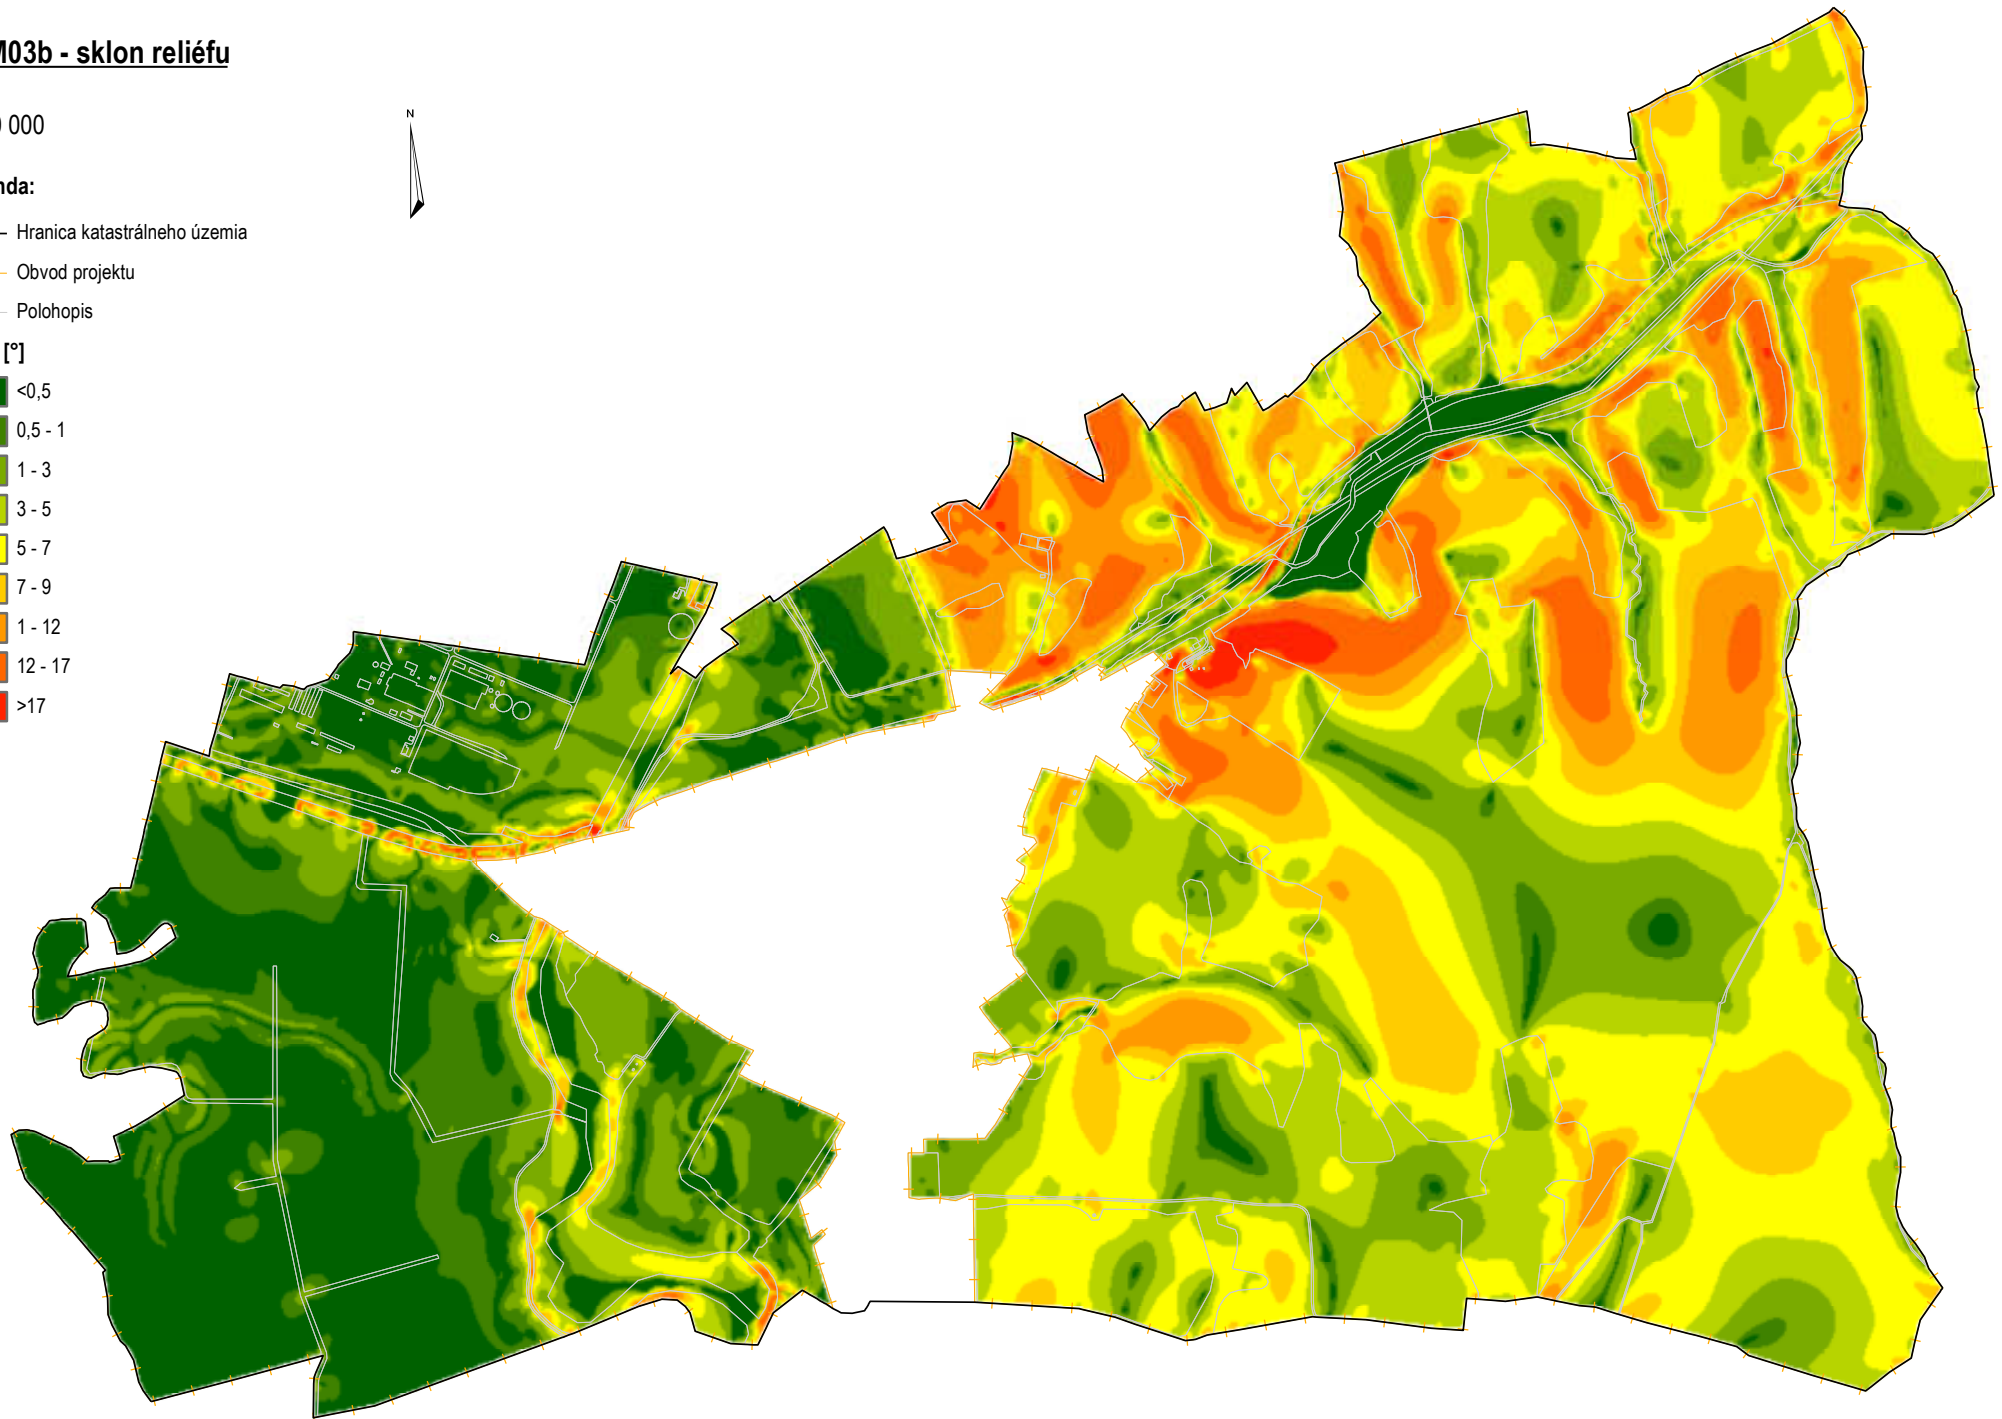 M03b - sklon reliéfu
0 000
N
nda:
Hranica katastrálneho územia
Obvod projektu
Polohopis
[°]
<0,5
0,5 - 1
1 - 3
3 - 5
5 - 7
7 - 9
1 - 12
12 - 17
>17